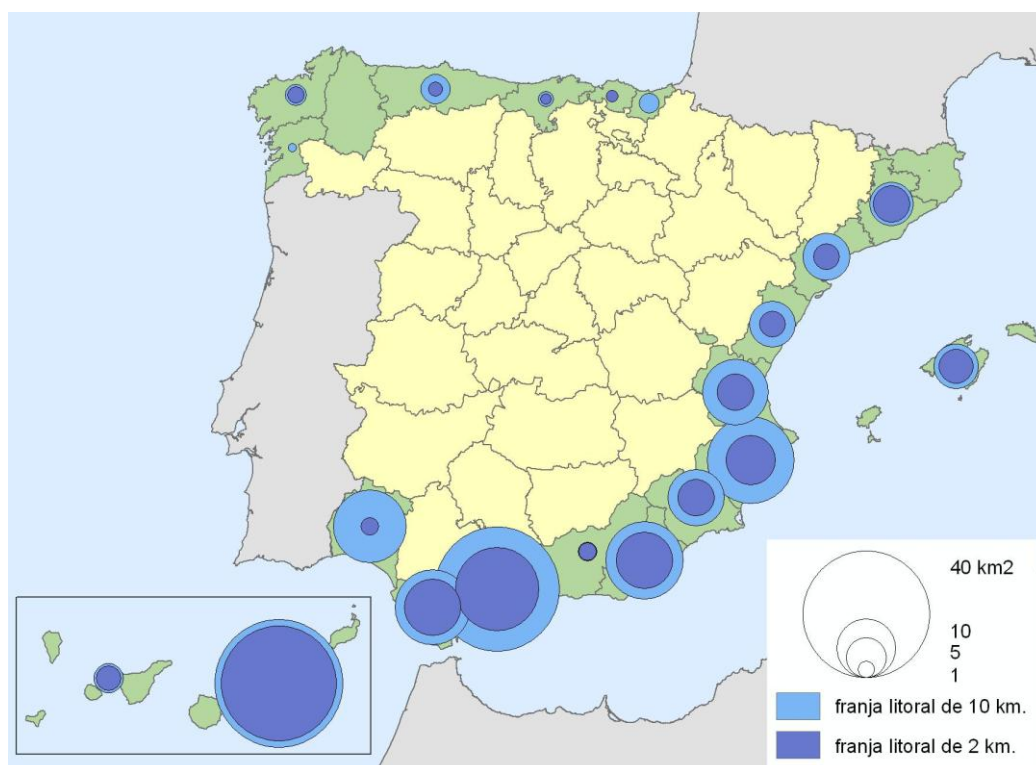 40 km2
10
5
1
franja litoral de 10 km.
franja litoral de 2 km.